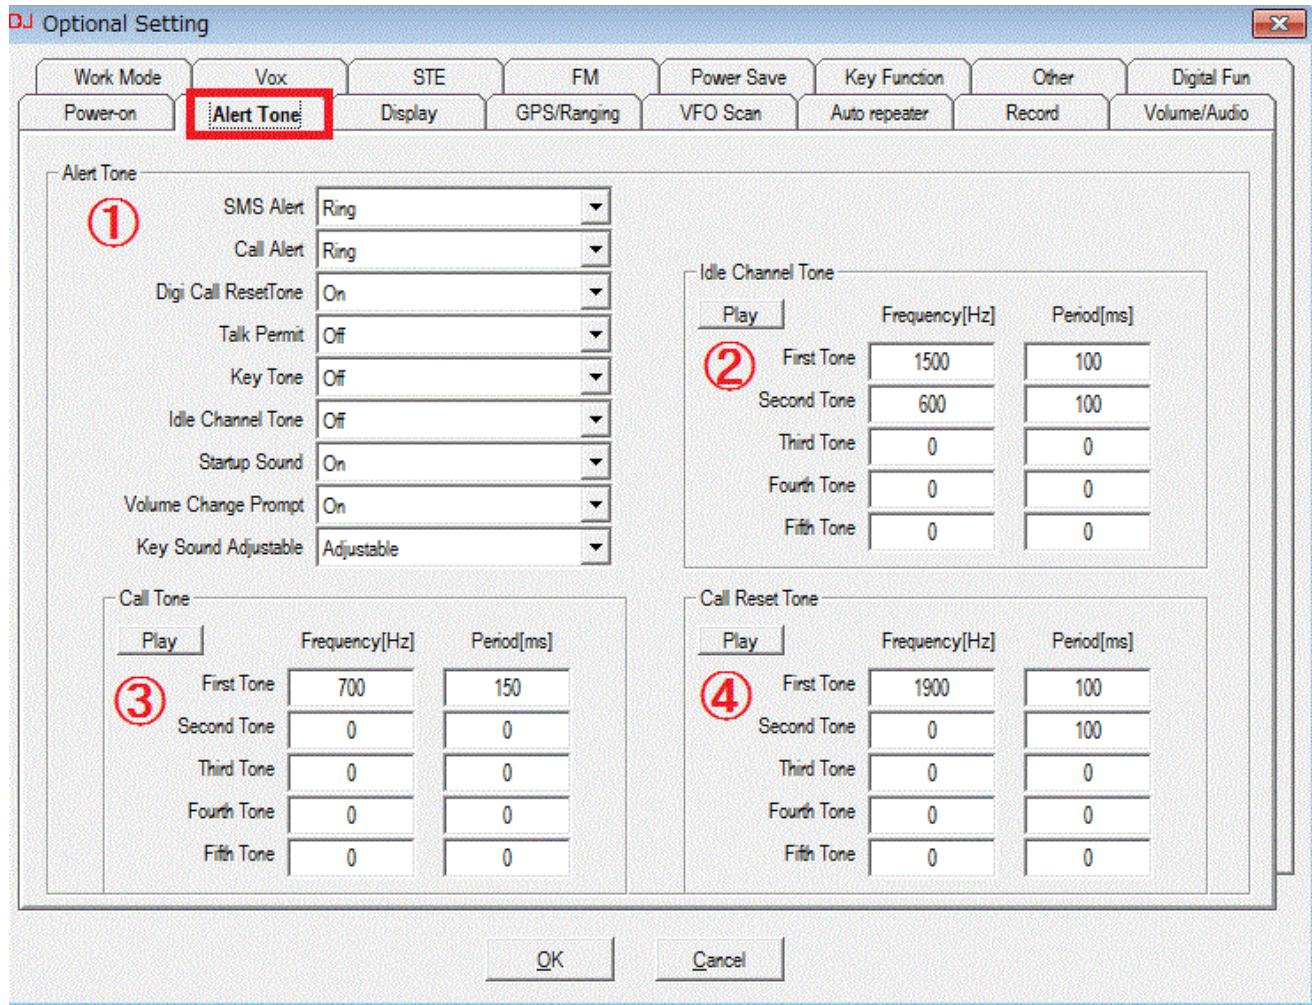 DJ Optional Setting
Work Mode Vox STE FM Power Save Key Function Other Digital Fun
Power-on Alert Tone Display GPS/Ranging VFO Scan Auto repeater Record Volume/Audio
Alert Tone
①
SMS Alert Ring
Call Alert Ring
Digi Call ResetTone On
Talk Permit Off
Key Tone Off
Idle Channel Tone Off
Startup Sound On
Volume Change Prompt On
Key Sound Adjustable Adjustable
Idle Channel Tone
Play Frequency[Hz] Period[ms]
②
First Tone 1500 100
Second Tone 600 100
Third Tone 0 0
Fourth Tone 0 0
Fifth Tone 0 0
Call Tone
Play Frequency[Hz] Period[ms]
③
First Tone 700 150
Second Tone 0 0
Third Tone 0 0
Fourth Tone 0 0
Fifth Tone 0 0
Call Reset Tone
Play Frequency[Hz] Period[ms]
④
First Tone 1900 100
Second Tone 0 100
Third Tone 0 0
Fourth Tone 0 0
Fifth Tone 0 0
OK Cancel